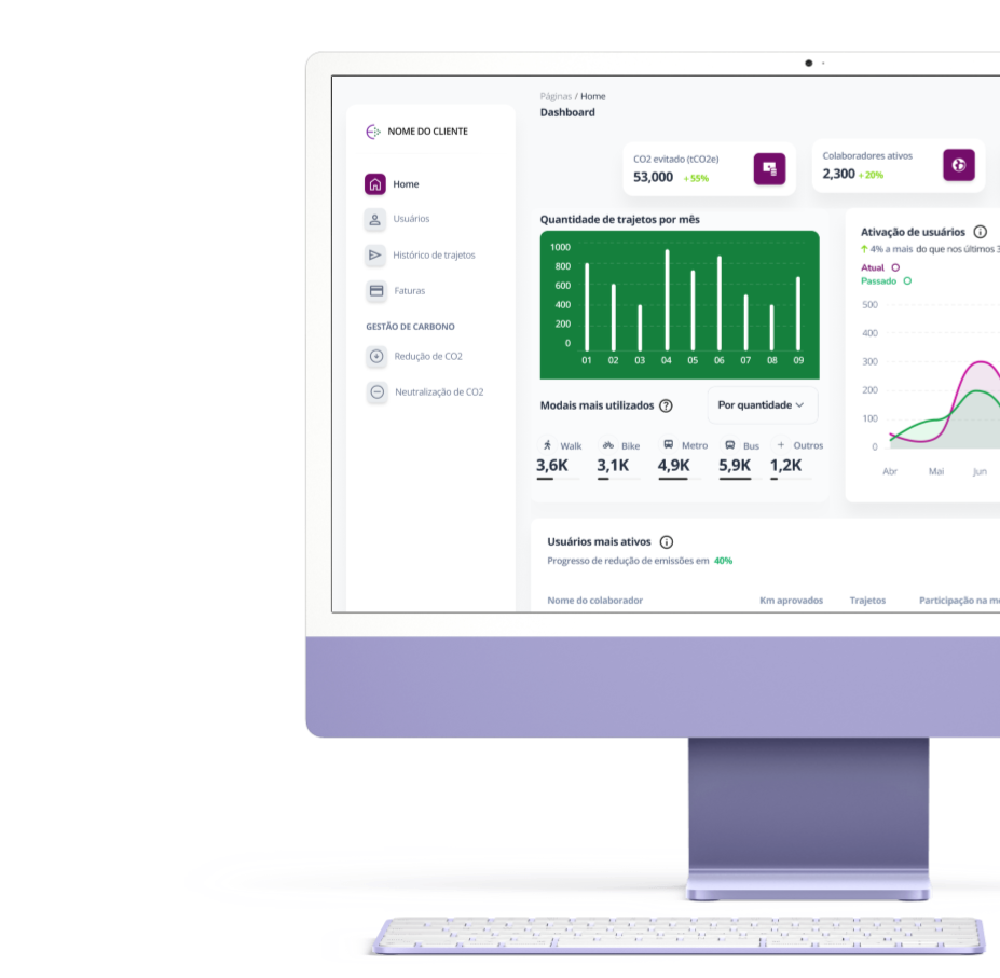 Páginas / Home
Dashboard
NOME DO CLIENTE
Home
Usuários
Histórico de trajetos
Faturas
GESTÃO DE CARBONO
Redução de CO2
Neutralização de CO2
CO2 evitado (tCO2e)
53,000 +55%
Colaboradores ativos
2,300 +20%
Quantidade de trajetos por mês
1000
800
600
400
200
0
01 02 03 04 05 06 07 08 09
Modais mais utilizados
Por quantidade
Walk Bike Metro Bus Outros
3,6K 3,1K 4,9K 5,9K 1,2K
Ativação de usuários
4% a mais do que nos últimos 3
Atual
Passado
500
400
300
200
100
0
Abr Mai Jun
Usuários mais ativos
Progresso de redução de emissões em 40%
Nome do colaborador Km aprovados Trajetos Participação na